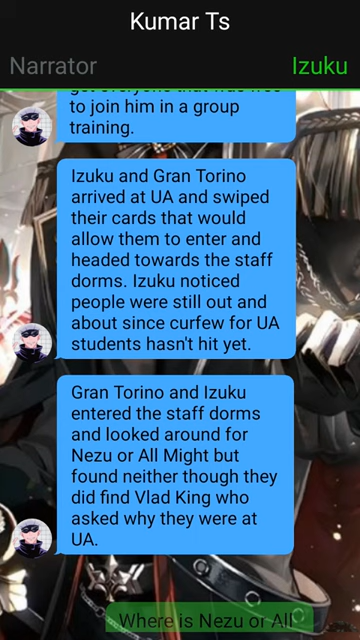 Kumar Ts
Narrator
Izuku
to join him in a group
training.
Izuku and Gran Torino
arrived at UA and swiped
their cards that would
allow them to enter and
headed towards the staff
dorms. Izuku noticed
people were still out and
about since curfew for UA
students hasn't hit yet.
Gran Torino and Izuku
entered the staff dorms
and looked around for
Nezu or All Might but
found neither though they
did find Vlad King who
asked why they were at
UA.
Where is Nezu or All